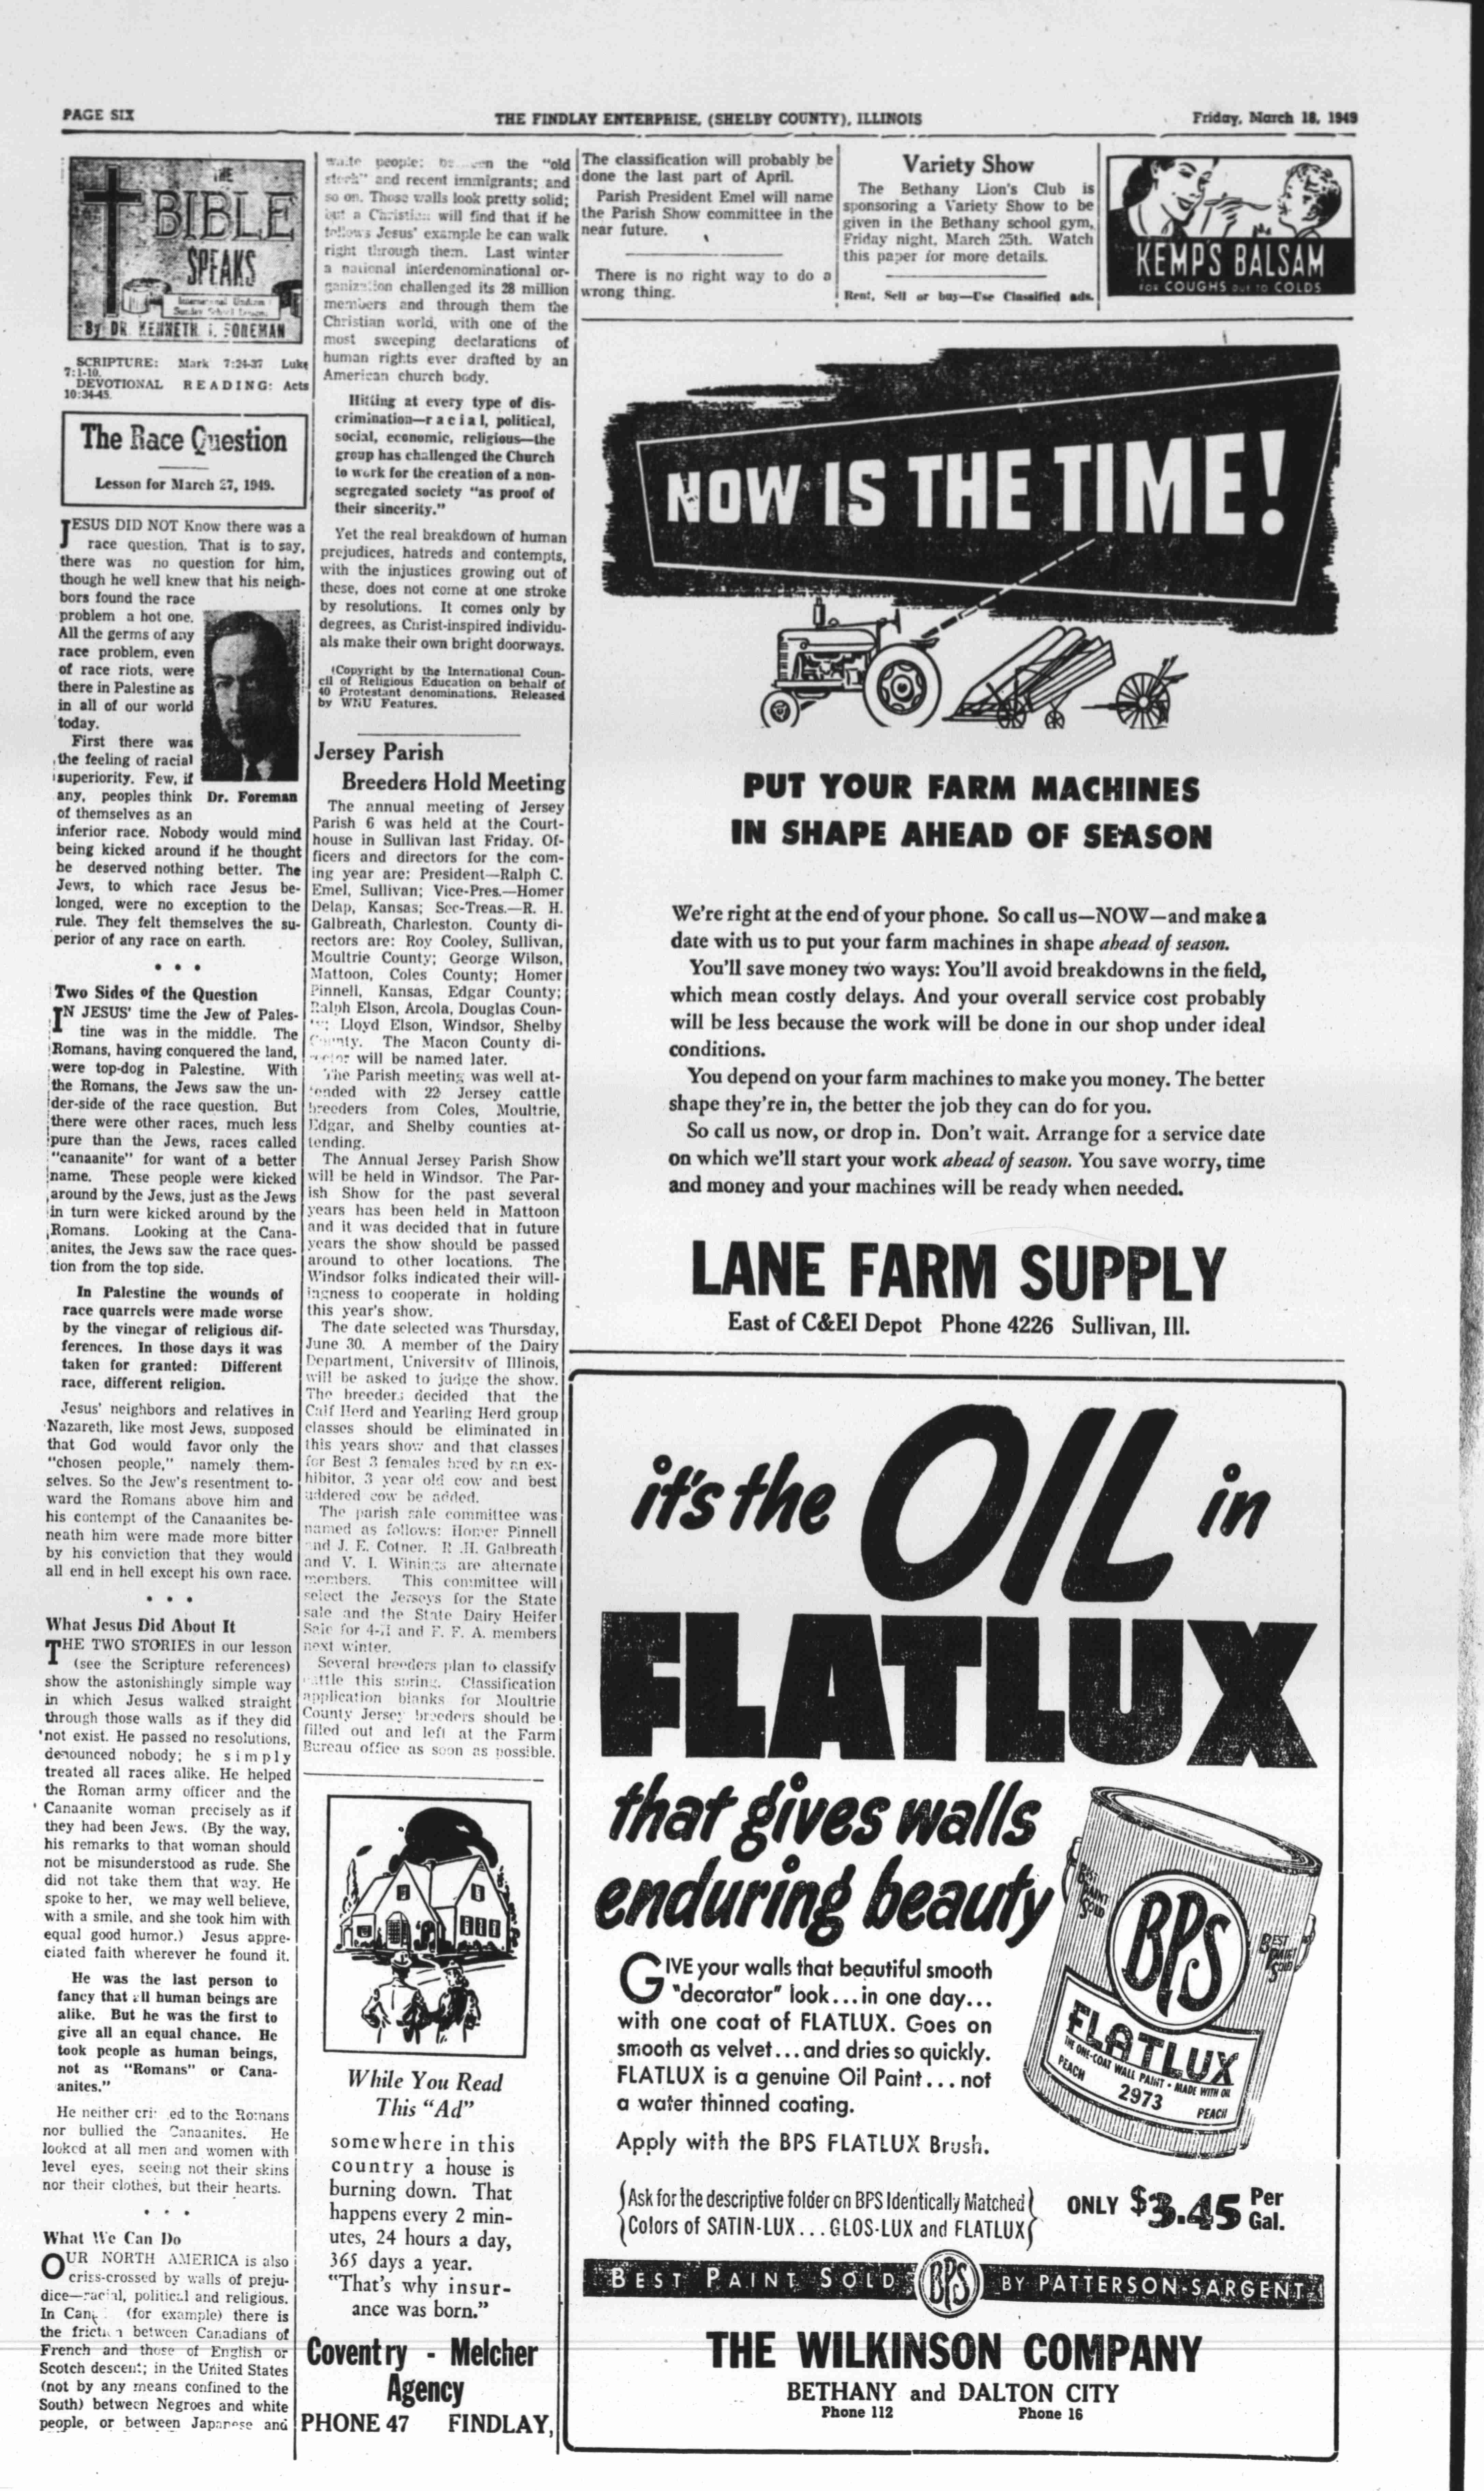 PAGE SIX
THE FINDLAY ENTERPRISE, (SHELBY COUNTY), ILLINOIS
Friday, March 18, 1949
THE
BIBLE
SPEAKS
International Uniform
Sunday School Lessons
By DR. KENNETH J. FOREMAN
SCRIPTURE: Mark 7:24-37 Luke
7:1-10.
DEVOTIONAL READING: Acts
10:34-45.
The Race Question
Lesson for March 27, 1949.
JESUS DID NOT Know there was a
race question. That is to say,
there was no question for him,
though he well knew that his neigh-
bors found the race
problem a hot one.
All the germs of any
race problem, even
of race riots, were
there in Palestine as
in all of our world
today.
First there was
the feeling of racial
superiority. Few, if
any, peoples think
Dr. Foreman
of themselves as an
inferior race. Nobody would mind
being kicked around if he thought
he deserved nothing better. The
Jews, to which race Jesus be-
longed, were no exception to the
rule. They felt themselves the su-
perior of any race on earth.
• • •
Two Sides of the Question
IN JESUS' time the Jew of Pales-
tine was in the middle. The
Romans, having conquered the land,
were top-dog in Palestine. With
the Romans, the Jews saw the un-
der-side of the race question. But
there were other races, much less
pure than the Jews, races called
"canaanite" for want of a better
name. These people were kicked
around by the Jews, just as the Jews
in turn were kicked around by the
Romans. Looking at the Cana-
anites, the Jews saw the race ques-
tion from the top side.
In Palestine the wounds of
race quarrels were made worse
by the vinegar of religious dif-
ferences. In those days it was
taken for granted: Different
race, different religion.
Jesus' neighbors and relatives in
Nazareth, like most Jews, supposed
that God would favor only the
"chosen people," namely them-
selves. So the Jew's resentment to-
ward the Romans above him and
his contempt of the Canaanites be-
neath him were made more bitter
by his conviction that they would
all end in hell except his own race.
• • •
What Jesus Did About It
THE TWO STORIES in our lesson
(see the Scripture references)
show the astonishingly simple way
in which Jesus walked straight
through those walls as if they did
not exist. He passed no resolutions,
denounced nobody; he simply
treated all races alike. He helped
the Roman army officer and the
Canaanite woman precisely as if
they had been Jews. (By the way,
his remarks to that woman should
not be misunderstood as rude. She
did not take them that way. He
spoke to her, we may well believe,
with a smile, and she took him with
equal good humor.) Jesus appre-
ciated faith wherever he found it.
He was the last person to
fancy that all human beings are
alike. But he was the first to
give all an equal chance. He
took people as human beings,
not as "Romans" or Cana-
anites."
He neither ed to the Romans
nor bullied the Canaanites. He
looked at all men and women with
level eyes, seeing not their skins
nor their clothes, but their hearts.
• • •
What We Can Do
OUR NORTH AMERICA is also
criss-crossed by walls of preju-
dice—racial, political and religious.
In (for example) there is
the friction between Canadians of
French and those of English or
Scotch descent; in the United States
(not by any means confined to the
South) between Negroes and white
people, or between Japanese and
white people; between the "old
stock" and recent immigrants; and
so on. Those walls look pretty solid;
but a Christian will find that if he
follows Jesus' example he can walk
right through them. Last winter
a national interdenominational or-
ganization challenged its 28 million
members and through them the
Christian world, with one of the
most sweeping declarations of
human rights ever drafted by an
American church body.
Hitting at every type of dis-
crimination—racial, political,
social, economic, religious—the
group has challenged the Church
to work for the creation of a non-
segregated society "as proof of
their sincerity."
Yet the real breakdown of human
prejudices, hatreds and contempts,
with the injustices growing out of
these, does not come at one stroke
by resolutions. It comes only by
degrees, as Christ-inspired individu-
als make their own bright doorways.
(Copyright by the International Coun-
cil of Religious Education on behalf of
40 Protestant denominations. Released
by WNU Features.
Jersey Parish
Breeders Hold Meeting
The annual meeting of Jersey
Parish 6 was held at the Court-
house in Sullivan last Friday. Of-
ficers and directors for the com-
ing year are: President—Ralph C.
Emel, Sullivan; Vice-Pres.—Homer
Delap, Kansas; Sec-Treas.—R. H.
Galbreath, Charleston. County di-
rectors are: Roy Cooley, Sullivan,
Moultrie County; George Wilson,
Mattoon, Coles County; Homer
Pinnell, Kansas, Edgar County;
Ralph Elson, Arcola, Douglas Coun-
ty; Lloyd Elson, Windsor, Shelby
County. The Macon County di-
rector will be named later.
The Parish meeting was well at-
tended with 22 Jersey cattle
breeders from Coles, Moultrie,
Edgar, and Shelby counties at-
tending.
The Annual Jersey Parish Show
will be held in Windsor. The Par-
ish Show for the past several
years has been held in Mattoon
and it was decided that in future
years the show should be passed
around to other locations. The
Windsor folks indicated their will-
ingness to cooperate in holding
this year's show.
The date selected was Thursday,
June 30. A member of the Dairy
Department, University of Illinois,
will be asked to judge the show.
The breeders decided that the
Calf Herd and Yearling Herd group
classes should be eliminated in
this years show and that classes
for Best 3 females bred by an ex-
hibitor, 3 year old cow and best
uddered cow be added.
The parish sale committee was
named as follows: Homer Pinnell
and J. E. Cotner. R .H. Galbreath
and V. I. Winings are alternate
members. This committee will
select the Jerseys for the State
sale and the State Dairy Heifer
Sale for 4-H and F. F. A. members
next winter.
Several breeders plan to classify
cattle this spring. Classification
application blanks for Moultrie
County Jersey breeders should be
filled out and left at the Farm
Bureau office as soon as possible.
The classification will probably be
done the last part of April.
Parish President Emel will name
the Parish Show committee in the
near future.
There is no right way to do a
wrong thing.
Variety Show
The Bethany Lion's Club is
sponsoring a Variety Show to be
given in the Bethany school gym,
Friday night, March 25th. Watch
this paper for more details.
Rent, Sell or buy—Use Classified ads.
KEMP'S BALSAM
FOR COUGHS DUE TO COLDS
NOW IS THE TIME!
PUT YOUR FARM MACHINES
IN SHAPE AHEAD OF SEASON
We're right at the end of your phone. So call us—NOW—and make a
date with us to put your farm machines in shape ahead of season.
You'll save money two ways: You'll avoid breakdowns in the field,
which mean costly delays. And your overall service cost probably
will be less because the work will be done in our shop under ideal
conditions.
You depend on your farm machines to make you money. The better
shape they're in, the better the job they can do for you.
So call us now, or drop in. Don't wait. Arrange for a service date
on which we'll start your work ahead of season. You save worry, time
and money and your machines will be ready when needed.
LANE FARM SUPPLY
East of C&EI Depot Phone 4226 Sullivan, Ill.
While You Read
This "Ad"
somewhere in this
country a house is
burning down. That
happens every 2 min-
utes, 24 hours a day,
365 days a year.
"That's why insur-
ance was born."
Coventry - Melcher
Agency
PHONE 47 FINDLAY,
it's the OIL in
FLATLUX
that gives walls
enduring beauty
GIVE your walls that beautiful smooth
"decorator" look...in one day...
with one coat of FLATLUX. Goes on
smooth as velvet...and dries so quickly.
FLATLUX is a genuine Oil Paint...not
a water thinned coating.
Apply with the BPS FLATLUX Brush.
BEST PAINT SOLD
BPS
BEST PAINT SOLD
FLATLUX
THE ONE-COAT WALL PAINT • MADE WITH OIL
PEACH
2973
PEACH
Ask for the descriptive folder on BPS Identically Matched
Colors of SATIN-LUX...GLOS-LUX and FLATLUX
ONLY $3.45 Per Gal.
BEST PAINT SOLD BPS BY PATTERSON-SARGENT
THE WILKINSON COMPANY
BETHANY and DALTON CITY
Phone 112 Phone 16